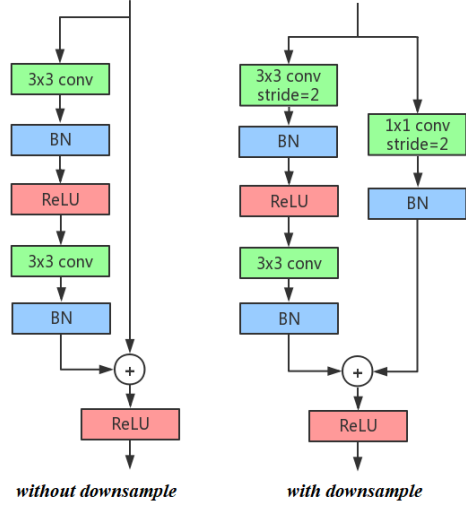 3x3 conv
BN
ReLU
3x3 conv
BN
+
ReLU
without downsample
3x3 conv
stride=2
BN
ReLU
3x3 conv
BN
1x1 conv
stride=2
BN
+
ReLU
with downsample